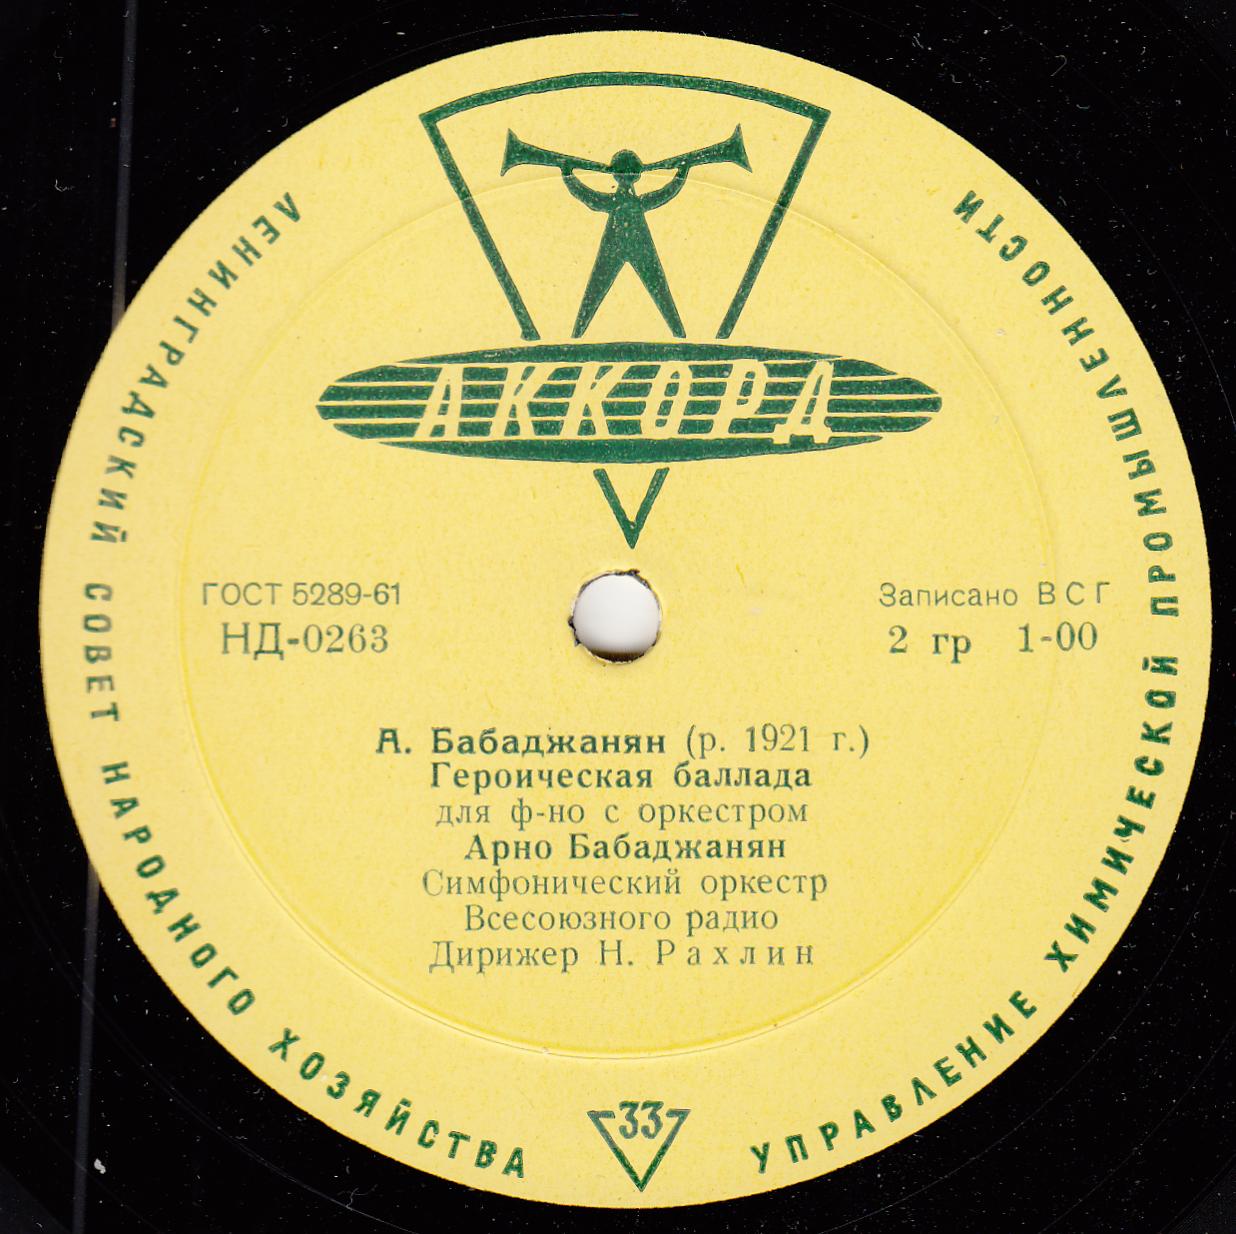 АККОРД
ЛЕНИНГРАДСКИЙ СОВЕТ НАРОДНОГО ХОЗЯЙСТВА
УПРАВЛЕНИЕ ХИМИЧЕСКОЙ ПРОМЫШЛЕННОСТИ
ГОСТ 5289-61
НД-0263
Записано ВСГ
2 гр 1-00
А. Бабаджанян (р. 1921 г.)
Героическая баллада
для ф-но с оркестром
Арно Бабаджанян
Симфонический оркестр
Всесоюзного радио
Дирижер Н. Рахлин
33